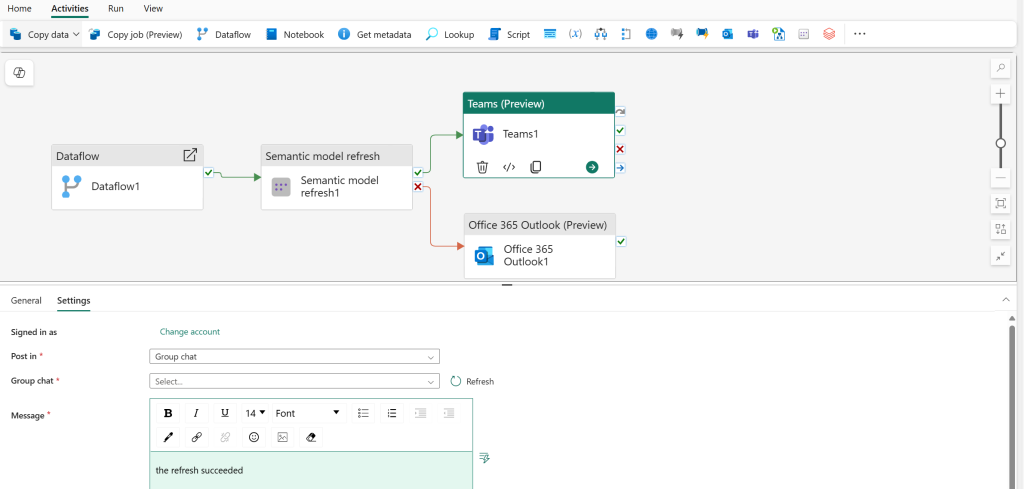 Home Activities Run View
Copy data Copy job (Preview) Dataflow Notebook Get metadata Lookup Script (x) ...
Teams (Preview)
Teams1
Dataflow
Dataflow1
Semantic model refresh
Semantic model
refresh1
Office 365 Outlook (Preview)
Office 365
Outlook1
General Settings
Signed in as Change account
Post in * Group chat
Group chat * Select... Refresh
Message *
B I U 14 Font
the refresh succeeded